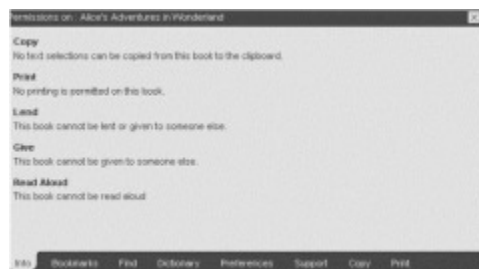 Permissions on : Alice's Adventures in Wonderland
Copy
No text selections can be copied from this book to the clipboard.
Print
No printing is permitted on this book.
Lend
This book cannot be lent or given to someone else.
Give
This book cannot be given to someone else.
Read Aloud
This book cannot be read aloud
Info Bookmarks Find Dictionary Preferences Support Copy Print